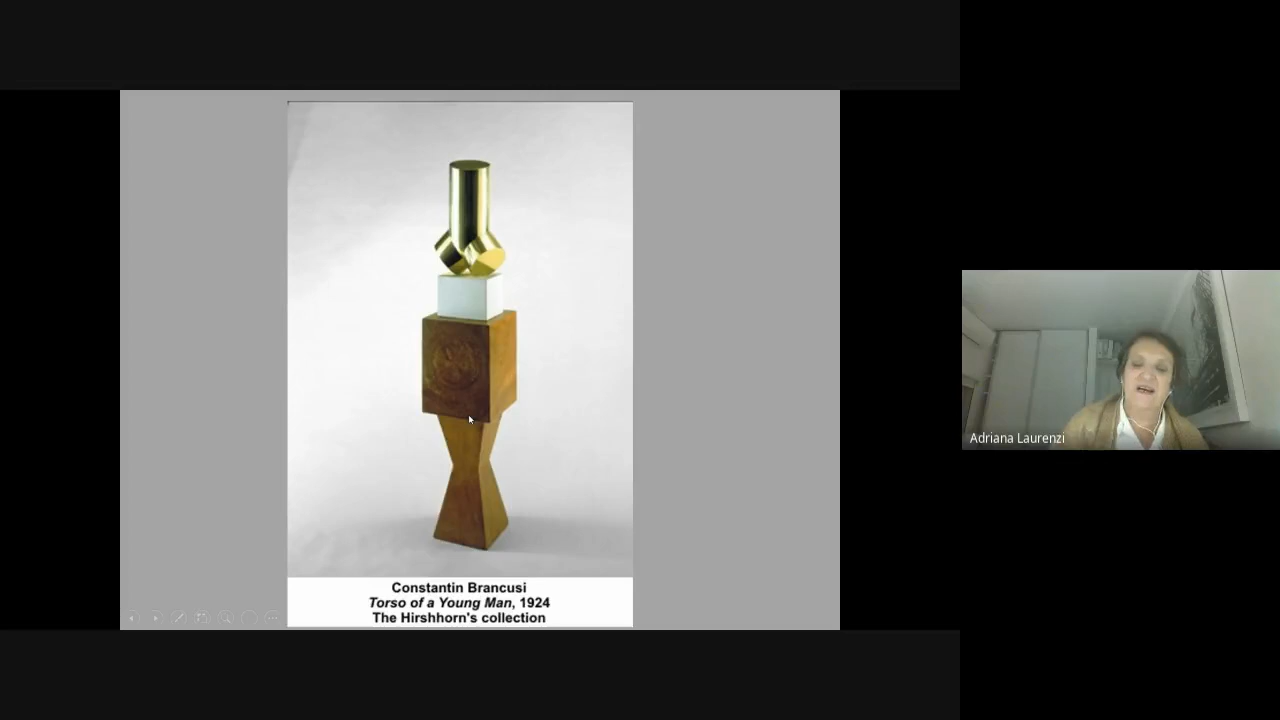 Constantin Brancusi
Torso of a Young Man, 1924
The Hirshhorn's collection
Adriana Laurenzi